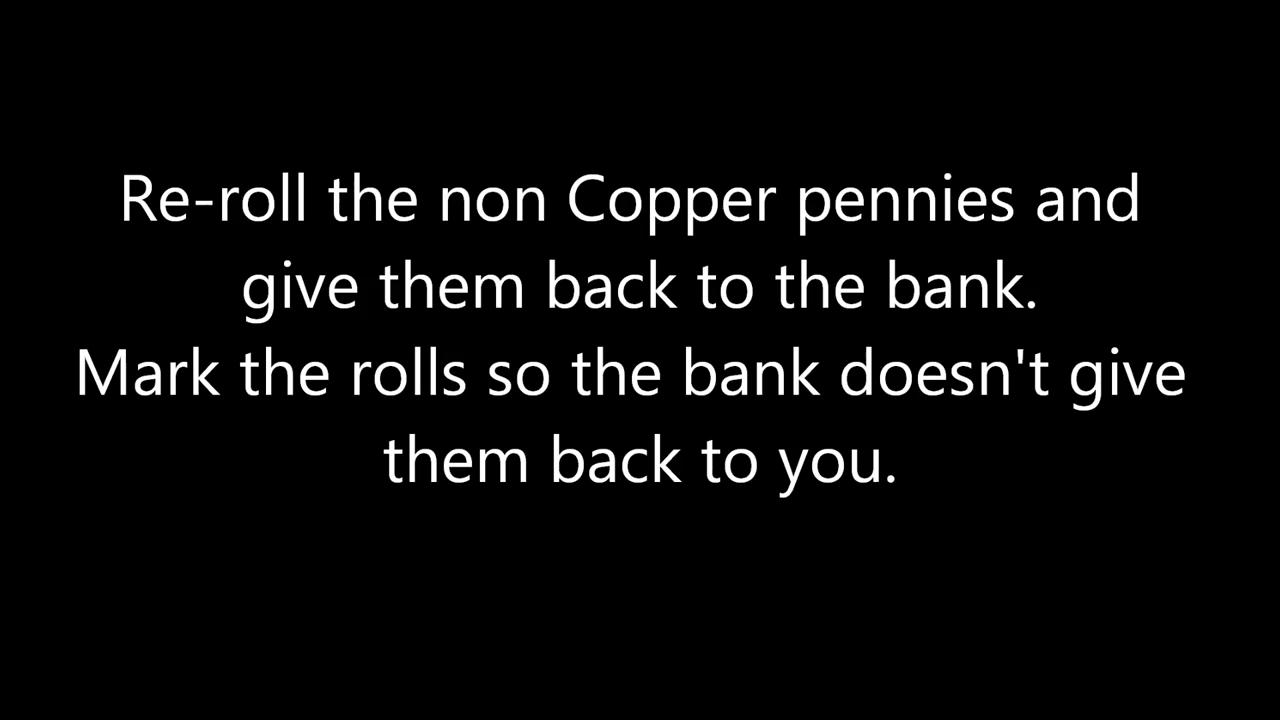 Re-roll the non Copper pennies and
give them back to the bank.
Mark the rolls so the bank doesn't give
them back to you.